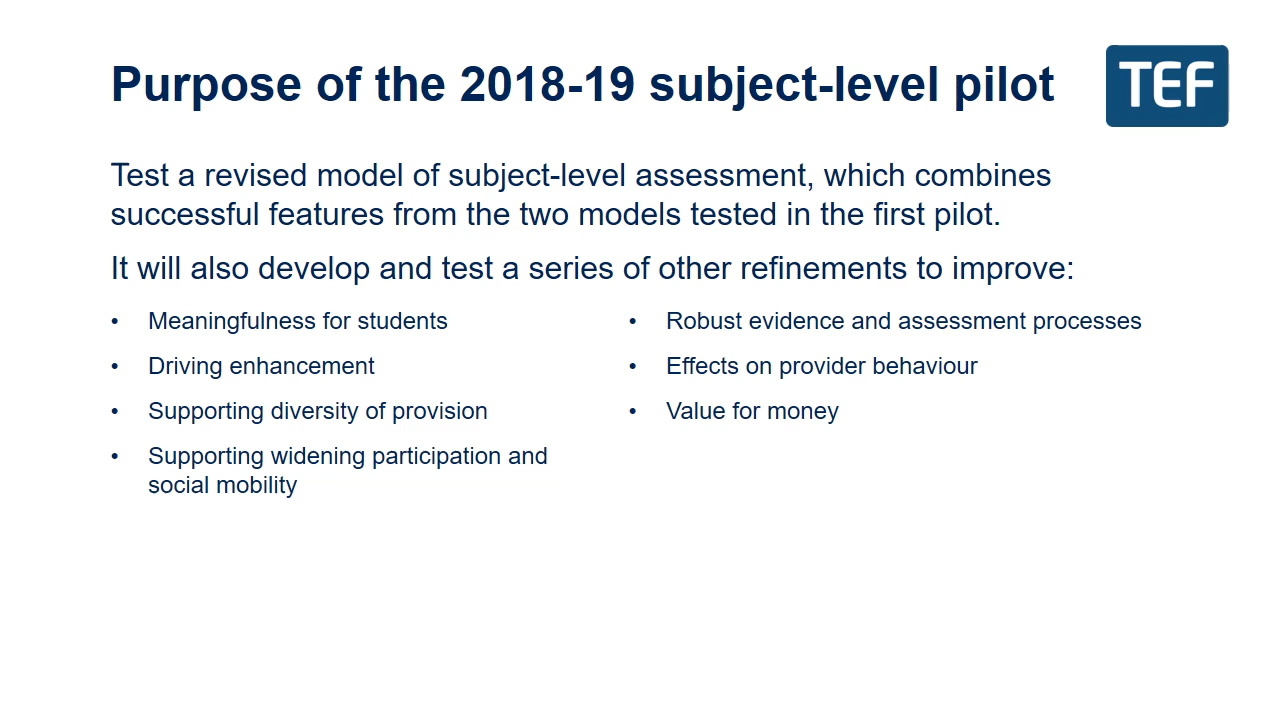 Purpose of the 2018-19 subject-level pilot
TEF
Test a revised model of subject-level assessment, which combines
successful features from the two models tested in the first pilot.
It will also develop and test a series of other refinements to improve:
• Meaningfulness for students
• Driving enhancement
• Supporting diversity of provision
• Supporting widening participation and
social mobility
• Robust evidence and assessment processes
• Effects on provider behaviour
• Value for money